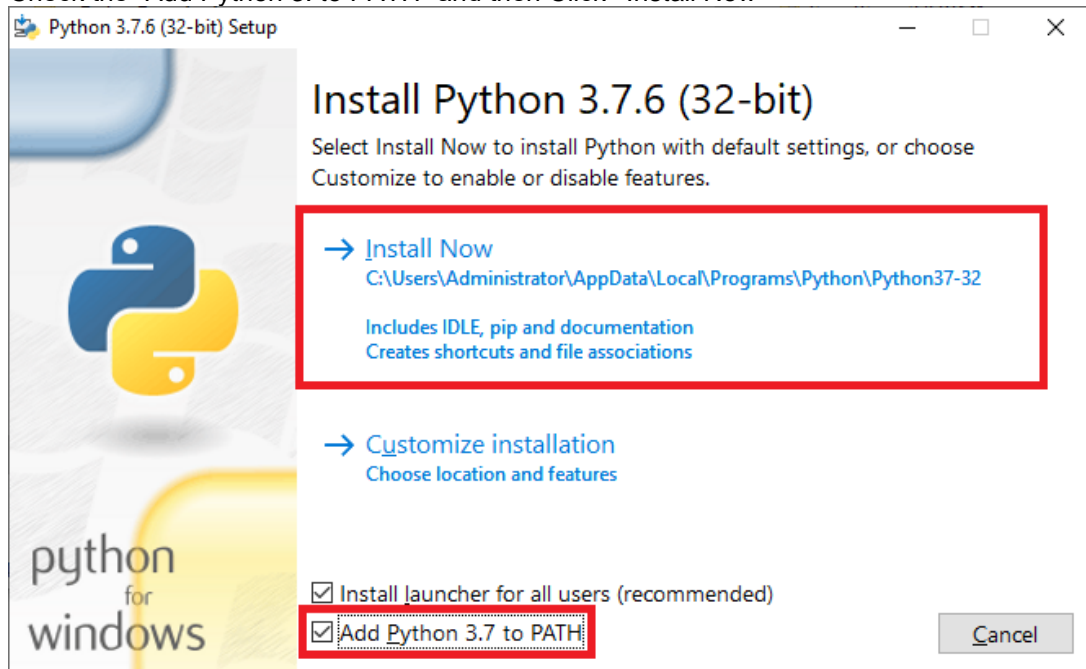 Python 3.7.6 (32-bit) Setup
Install Python 3.7.6 (32-bit)
Select Install Now to install Python with default settings, or choose
Customize to enable or disable features.
Install Now
C:\Users\Administrator\AppData\Local\Programs\Python\Python37-32
Includes IDLE, pip and documentation
Creates shortcuts and file associations
Customize installation
Choose location and features
python
for
windows
Install launcher for all users (recommended)
Add Python 3.7 to PATH
Cancel